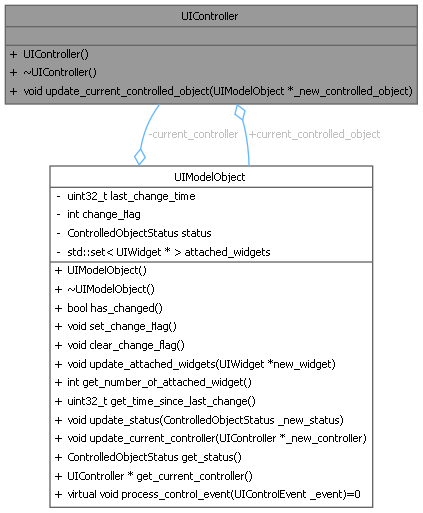 UIController
+ UIController()
+ ~UIController()
+ void update_current_controlled_object(UIModelObject *_new_controlled_object)
-current_controller +current_controlled_object
UIModelObject
- uint32_t last_change_time
- int change_flag
- ControlledObjectStatus status
- std::set< UIWidget * > attached_widgets
+ UIModelObject()
+ ~UIModelObject()
+ bool has_changed()
+ void set_change_flag()
+ void clear_change_flag()
+ void update_attached_widgets(UIWidget *new_widget)
+ int get_number_of_attached_widget()
+ uint32_t get_time_since_last_change()
+ void update_status(ControlledObjectStatus _new_status)
+ void update_current_controller(UIController *_new_controller)
+ ControlledObjectStatus get_status()
+ UIController * get_current_controller()
+ virtual void process_control_event(UIControlEvent _event)=0